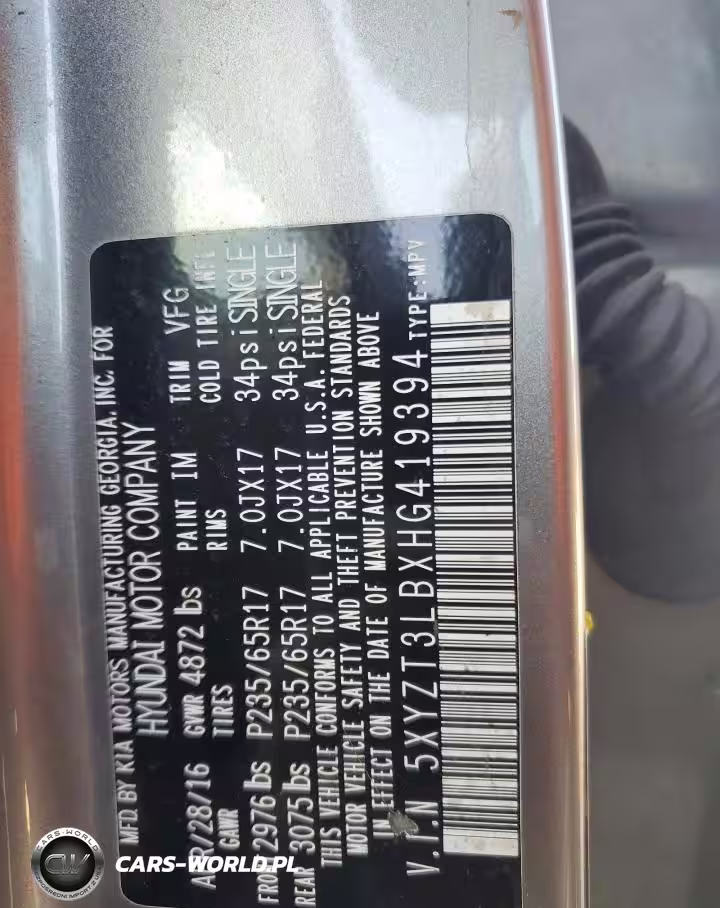 MFD. BY KIA MOTORS MANUFACTURING GEORGIA, INC. FOR
HYUNDAI MOTOR COMPANY
APR/28/16 GVWR 4872 lbs PAINT IM TRIM VFG
GAWR TIRES RIMS COLD TIRE INFL
FRONT 2976 lbs P235/65R17 7.0JX17 34psi SINGLE
REAR 3075 lbs P235/65R17 7.0JX17 34psi SINGLE
THIS VEHICLE CONFORMS TO ALL APPLICABLE U.S.A. FEDERAL
MOTOR VEHICLE SAFETY AND THEFT PREVENTION STANDARDS
IN EFFECT ON THE DATE OF MANUFACTURE SHOWN ABOVE
V.I.N 5XYZT3LBXHG419394 TYPE:MPV
CARS-WORLD
CW
CARS-WORLD.PL